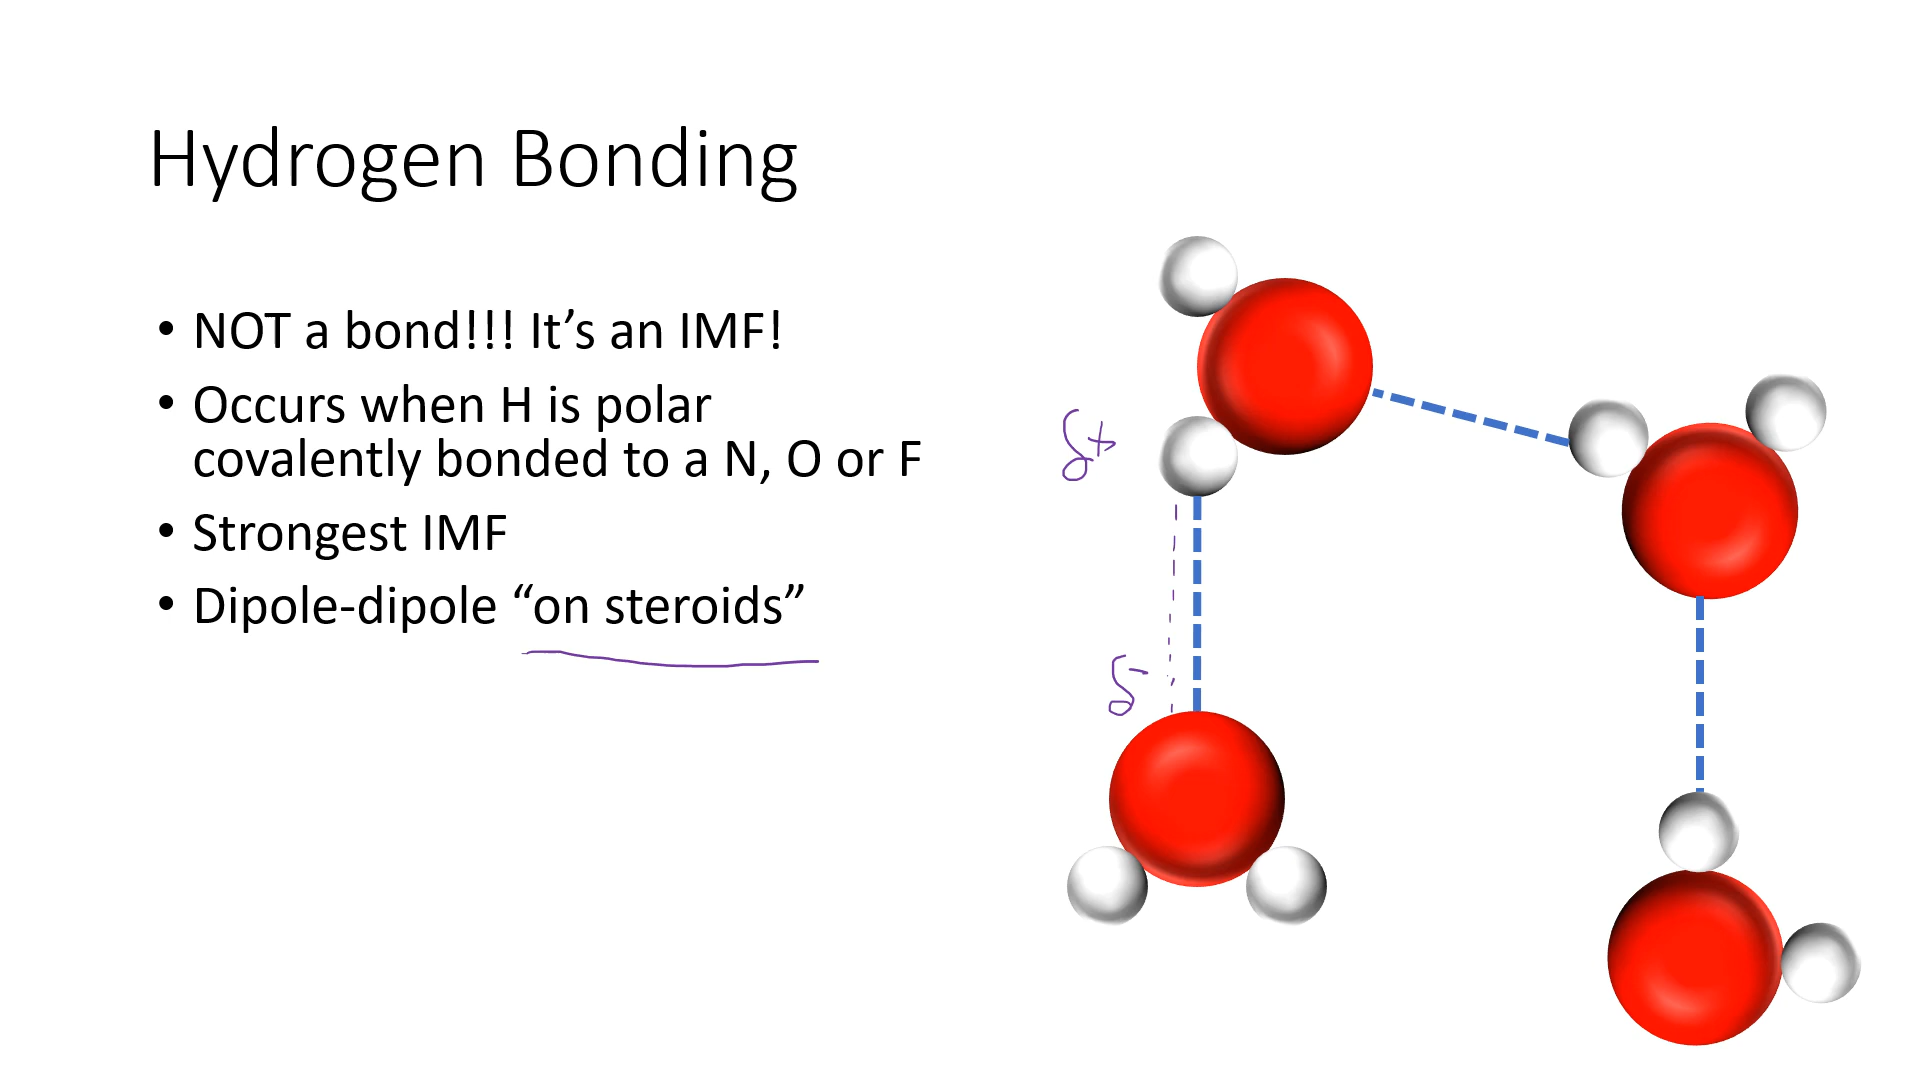 Hydrogen Bonding
• NOT a bond!!! It’s an IMF!
• Occurs when H is polar
covalently bonded to a N, O or F
• Strongest IMF
• Dipole-dipole “on steroids”
δ+
δ-